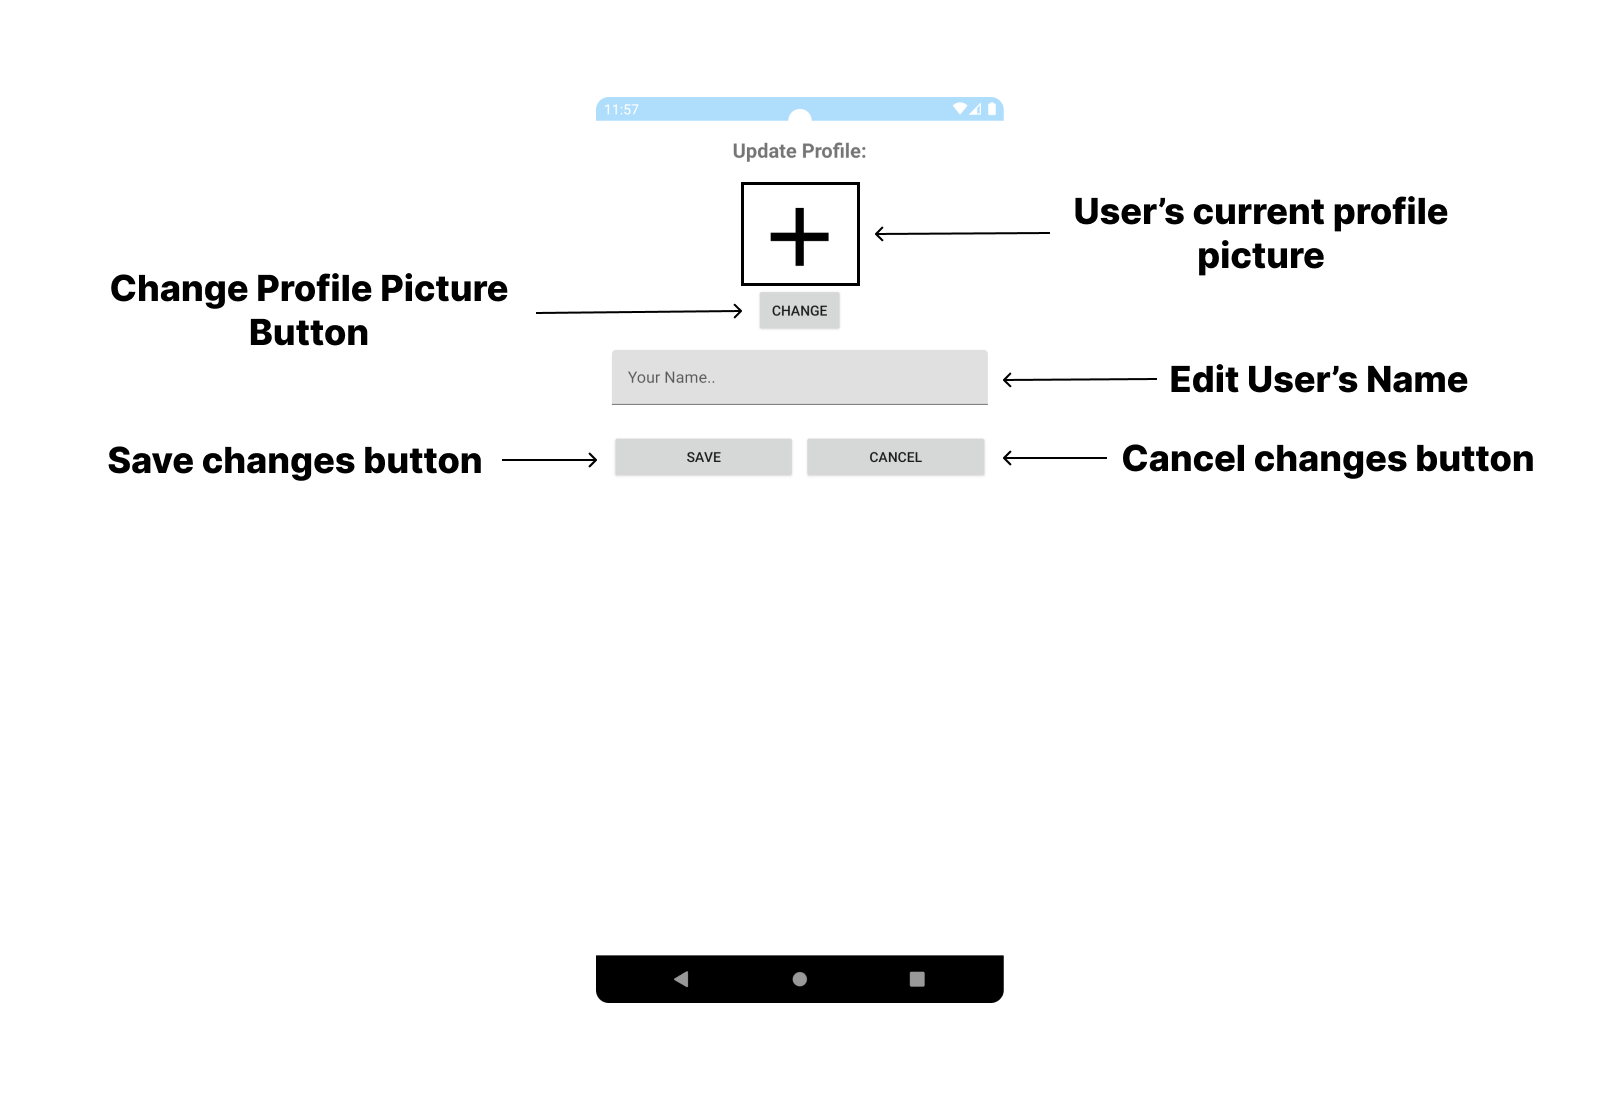 11:57
Update Profile:
User’s current profile
picture
Change Profile Picture
Button
CHANGE
Your Name..
Edit User’s Name
Save changes button
SAVE
CANCEL
Cancel changes button